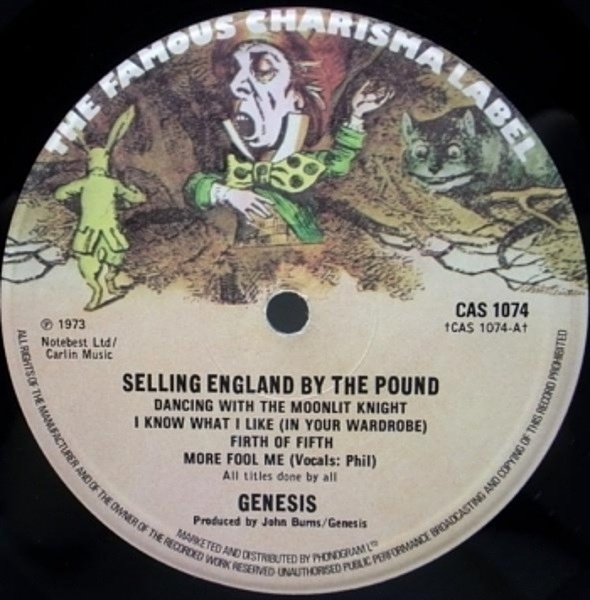 THE FAMOUS CHARISMA LABEL
CAS 1074
†CAS 1074-A†
℗ 1973
Notebest Ltd/
Carlin Music
SELLING ENGLAND BY THE POUND
DANCING WITH THE MOONLIT KNIGHT
I KNOW WHAT I LIKE (IN YOUR WARDROBE)
FIRTH OF FIFTH
MORE FOOL ME (Vocals: Phil)
All titles done by all
GENESIS
Produced by John Burns/Genesis
MARKETED AND DISTRIBUTED BY PHONOGRAM LTD
ALL RIGHTS OF THE MANUFACTURER AND OF THE OWNER OF THE RECORDED WORK RESERVED · UNAUTHORISED PUBLIC PERFORMANCE BROADCASTING AND COPYING OF THIS RECORD PROHIBITED